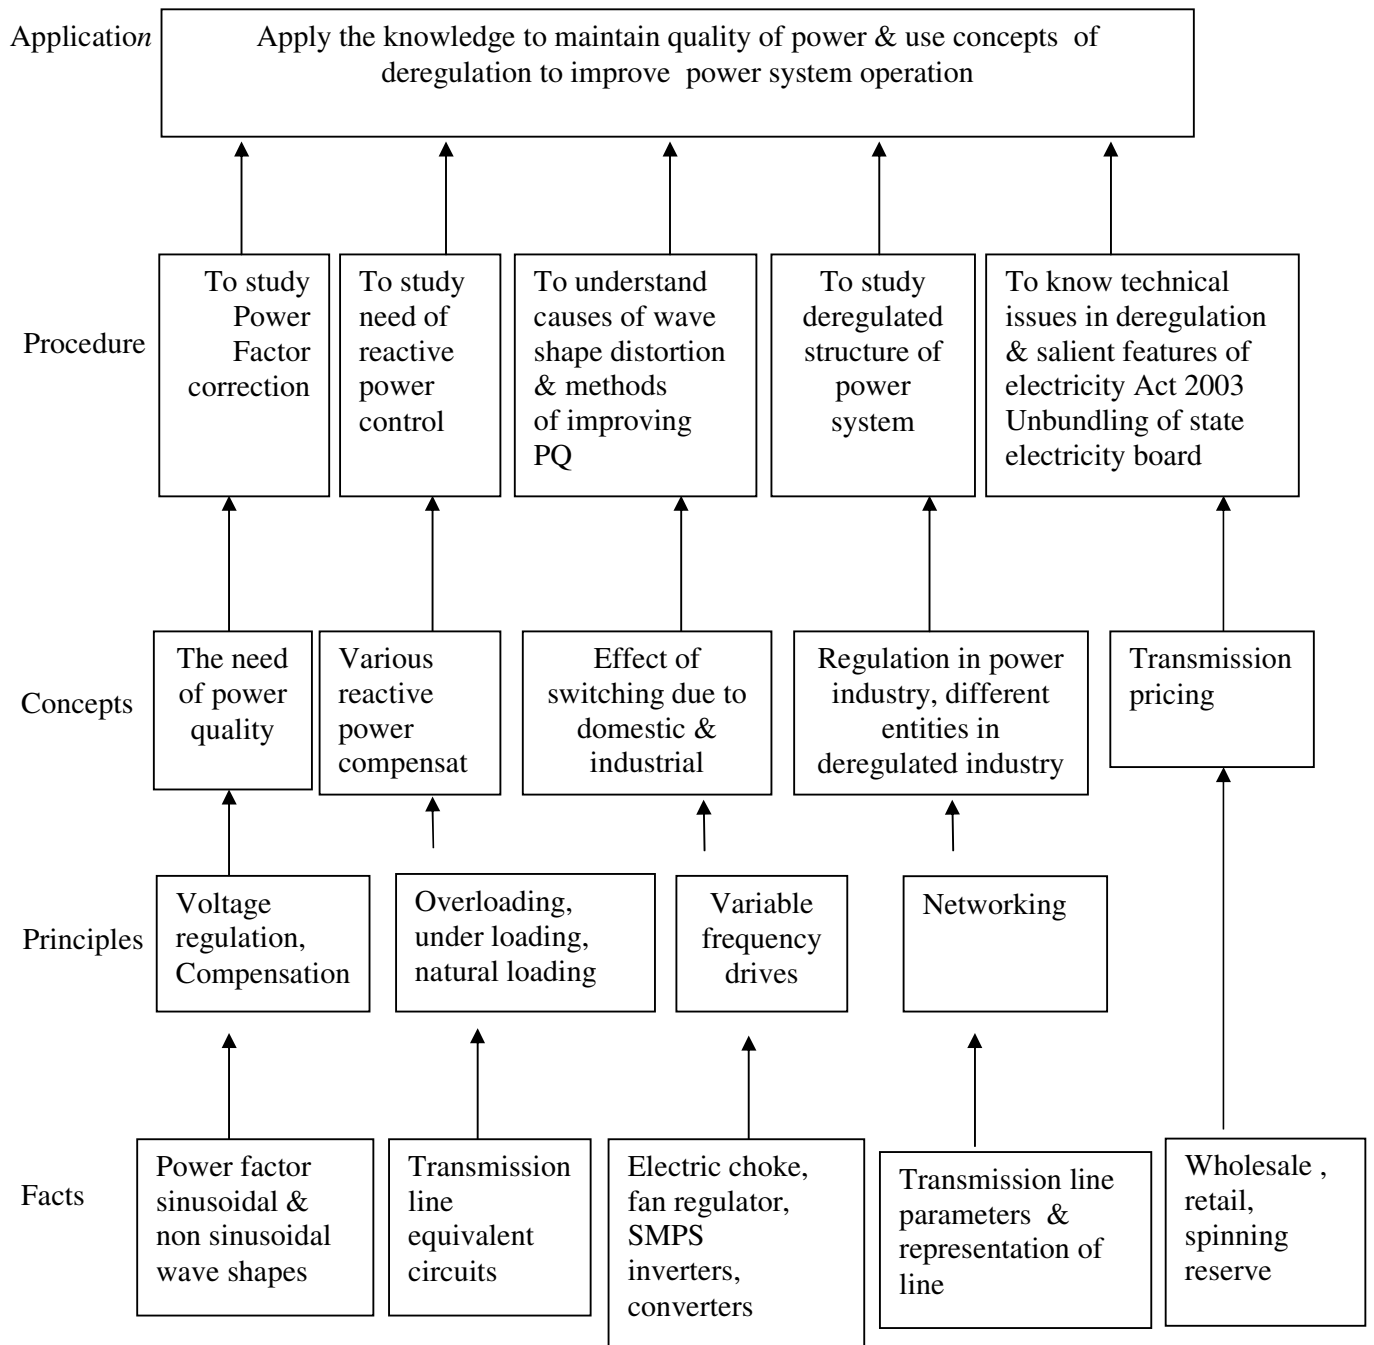 Application
Apply the knowledge to maintain quality of power & use concepts of
deregulation to improve power system operation
Procedure
To study
Power
Factor
correction
To study
need of
reactive
power
control
To understand
causes of wave
shape distortion
& methods
of improving
PQ
To study
deregulated
structure of
power
system
To know technical
issues in deregulation
& salient features of
electricity Act 2003
Unbundling of state
electricity board
Concepts
The need
of power
quality
Various
reactive
power
compensat
Effect of
switching due to
domestic &
industrial
Regulation in power
industry, different
entities in
deregulated industry
Transmission
pricing
Principles
Voltage
regulation,
Compensation
Overloading,
under loading,
natural loading
Variable
frequency
drives
Networking
Facts
Power factor
sinusoidal &
non sinusoidal
wave shapes
Transmission
line
equivalent
circuits
Electric choke,
fan regulator,
SMPS
inverters,
converters
Transmission line
parameters &
representation of
line
Wholesale ,
retail,
spinning
reserve